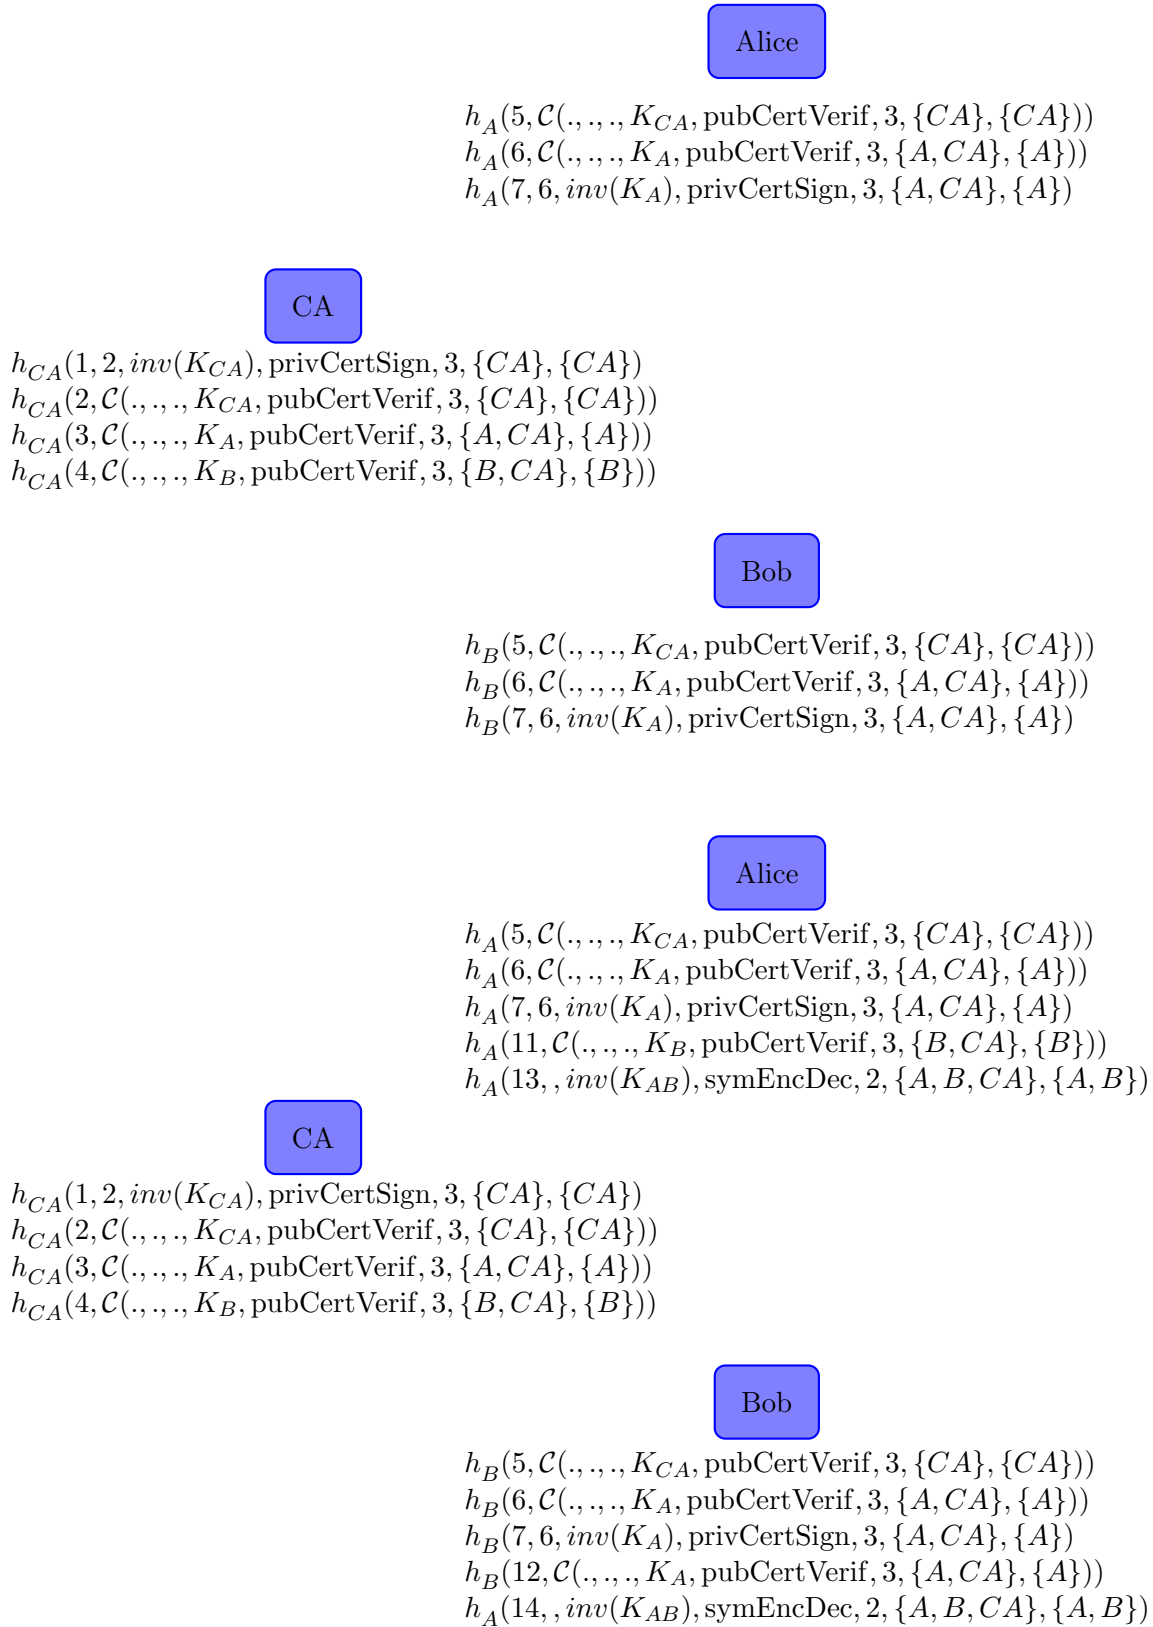 Alice
h_A(5, C(., ., ., K_CA, pubCertVerif, 3, {CA}, {CA}))
h_A(6, C(., ., ., K_A, pubCertVerif, 3, {A, CA}, {A}))
h_A(7, 6, inv(K_A), privCertSign, 3, {A, CA}, {A})
CA
h_CA(1, 2, inv(K_CA), privCertSign, 3, {CA}, {CA})
h_CA(2, C(., ., ., K_CA, pubCertVerif, 3, {CA}, {CA}))
h_CA(3, C(., ., ., K_A, pubCertVerif, 3, {A, CA}, {A}))
h_CA(4, C(., ., ., K_B, pubCertVerif, 3, {B, CA}, {B}))
Bob
h_B(5, C(., ., ., K_CA, pubCertVerif, 3, {CA}, {CA}))
h_B(6, C(., ., ., K_A, pubCertVerif, 3, {A, CA}, {A}))
h_B(7, 6, inv(K_A), privCertSign, 3, {A, CA}, {A})
Alice
h_A(5, C(., ., ., K_CA, pubCertVerif, 3, {CA}, {CA}))
h_A(6, C(., ., ., K_A, pubCertVerif, 3, {A, CA}, {A}))
h_A(7, 6, inv(K_A), privCertSign, 3, {A, CA}, {A})
h_A(11, C(., ., ., K_B, pubCertVerif, 3, {B, CA}, {B}))
h_A(13, , inv(K_AB), symEncDec, 2, {A, B, CA}, {A, B})
CA
h_CA(1, 2, inv(K_CA), privCertSign, 3, {CA}, {CA})
h_CA(2, C(., ., ., K_CA, pubCertVerif, 3, {CA}, {CA}))
h_CA(3, C(., ., ., K_A, pubCertVerif, 3, {A, CA}, {A}))
h_CA(4, C(., ., ., K_B, pubCertVerif, 3, {B, CA}, {B}))
Bob
h_B(5, C(., ., ., K_CA, pubCertVerif, 3, {CA}, {CA}))
h_B(6, C(., ., ., K_A, pubCertVerif, 3, {A, CA}, {A}))
h_B(7, 6, inv(K_A), privCertSign, 3, {A, CA}, {A})
h_B(12, C(., ., ., K_A, pubCertVerif, 3, {A, CA}, {A}))
h_A(14, , inv(K_AB), symEncDec, 2, {A, B, CA}, {A, B})